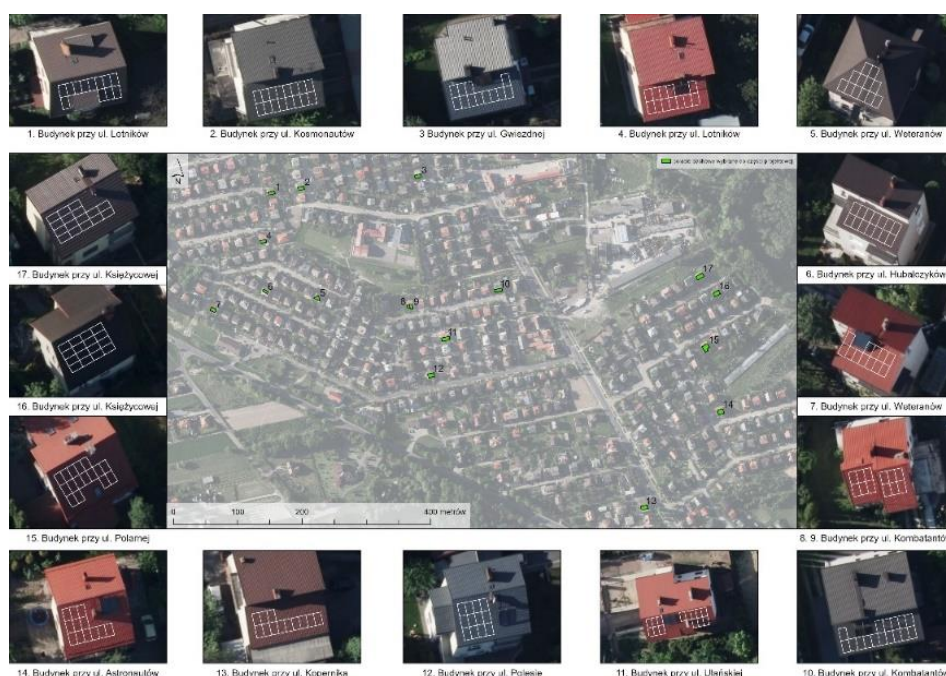 1. Budynek przy ul. Lotników
2. Budynek przy ul. Kosmonautów
3 Budynek przy ul. Gwiezdnej
4. Budynek przy ul. Lotników
5. Budynek przy ul. Weteranów
N
1
2
3
4
5
6
7
8
9
10
11
12
13
14
15
16
17
17. Budynek przy ul. Księżycowej
6. Budynek przy ul. Hubalczyków
16. Budynek przy ul. Księżycowej
7. Budynek przy ul. Weteranów
0 100 200 400 metrów
15. Budynek przy ul. Polarnej
8. 9. Budynek przy ul. Kombatantów
14. Budynek przy ul. Astronautów
13. Budynek przy ul. Kopernika
12. Budynek przy ul. Polesie
11. Budynek przy ul. Ułańskiej
10. Budynek przy ul. Kombatantów